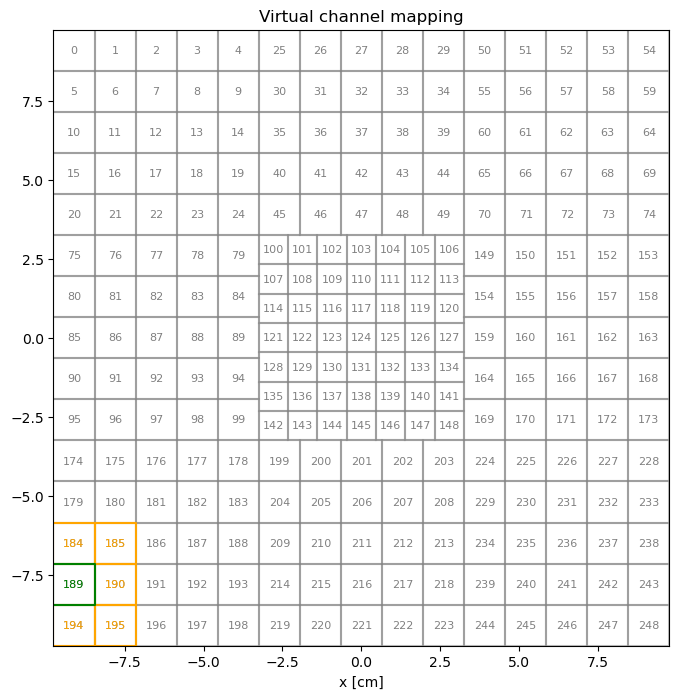 Virtual channel mapping
0 1 2 3 4 25 26 27 28 29 50 51 52 53 54
7.5 5 6 7 8 9 30 31 32 33 34 55 56 57 58 59
10 11 12 13 14 35 36 37 38 39 60 61 62 63 64
5.0 15 16 17 18 19 40 41 42 43 44 65 66 67 68 69
20 21 22 23 24 45 46 47 48 49 70 71 72 73 74
2.5 75 76 77 78 79 100 101 102 103 104 105 106 149 150 151 152 153
107 108 109 110 111 112 113
80 81 82 83 84 114 115 116 117 118 119 120 154 155 156 157 158
0.0 85 86 87 88 89 121 122 123 124 125 126 127 159 160 161 162 163
128 129 130 131 132 133 134
90 91 92 93 94 135 136 137 138 139 140 141 164 165 166 167 168
−2.5 95 96 97 98 99 142 143 144 145 146 147 148 169 170 171 172 173
174 175 176 177 178 199 200 201 202 203 224 225 226 227 228
−5.0 179 180 181 182 183 204 205 206 207 208 229 230 231 232 233
184 185 186 187 188 209 210 211 212 213 234 235 236 237 238
−7.5 189 190 191 192 193 214 215 216 217 218 239 240 241 242 243
194 195 196 197 198 219 220 221 222 223 244 245 246 247 248
−7.5 −5.0 −2.5 0.0 2.5 5.0 7.5
x [cm]